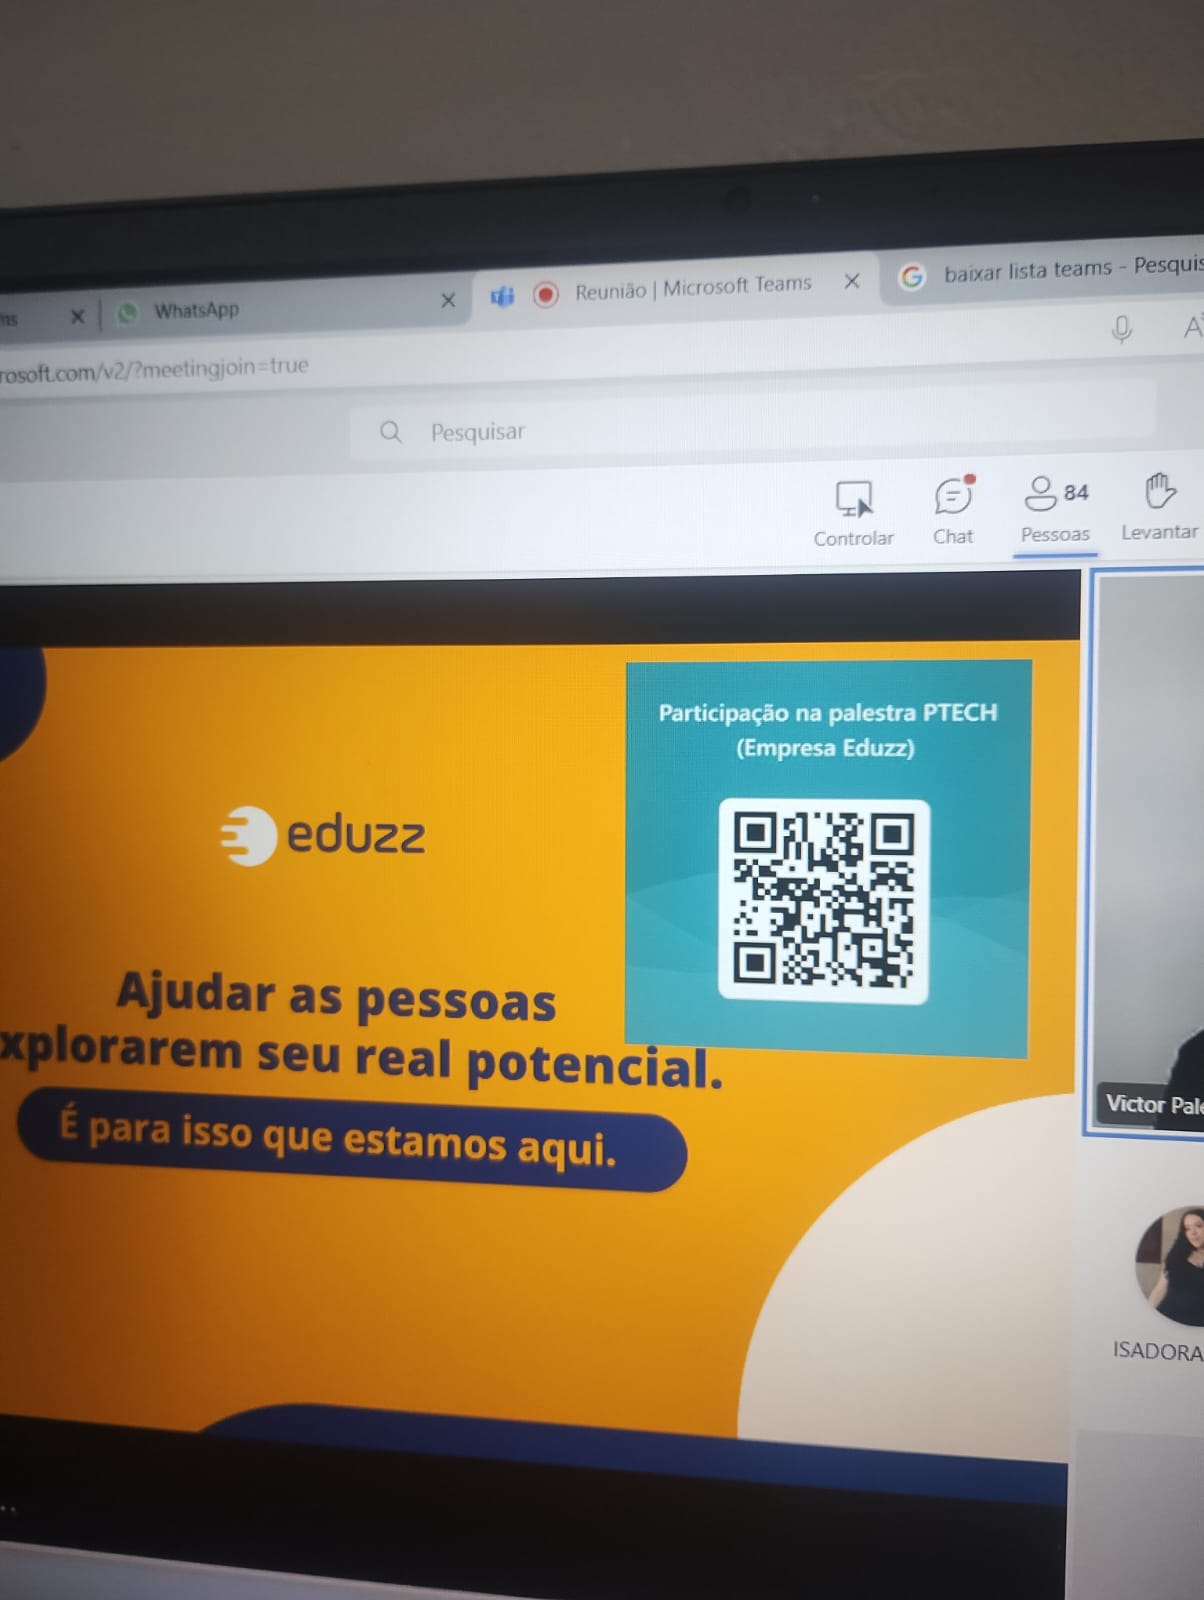 ms
WhatsApp
Reunião | Microsoft Teams
baixar lista teams - Pesquis
rosoft.com/v2/?meetingjoin=true
Pesquisar
Controlar
Chat
84
Pessoas
Levantar
Participação na palestra PTECH
(Empresa Eduzz)
eduzz
Ajudar as pessoas
xplorarem seu real potencial.
É para isso que estamos aqui.
Victor Pale
ISADORA